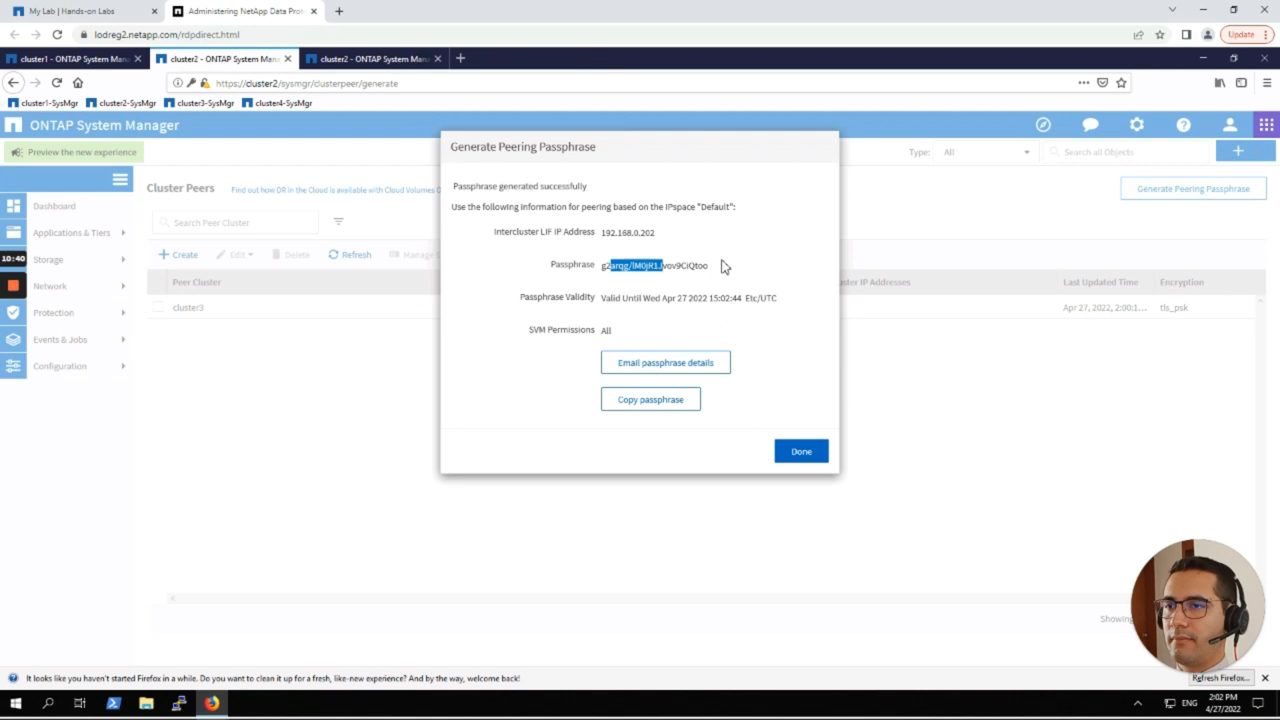 My Lab | Hands-on Labs
Administering NetApp Data Prot
lodreg2.netapp.com/rdpdirect.html
Update
cluster1 - ONTAP System Mana
cluster2 - ONTAP System Mana
cluster2 - ONTAP System Mana
https://cluster2/sysmgr/clusterpeer/generate
cluster1-SysMgr
cluster2-SysMgr
cluster3-SysMgr
cluster4-SysMgr
ONTAP System Manager
Preview the new experience
Type: All
Search all Objects
Generate Peering Passphrase
Passphrase generated successfully
Use the following information for peering based on the IPspace "Default":
Intercluster LIF IP Address 192.168.0.202
Passphrase
Passphrase Validity Valid Until Wed Apr 27 2022 15:02:44 Etc/UTC
SVM Permissions All
Email passphrase details
Copy passphrase
Done
Dashboard
Applications & Tiers
10:40
Storage
Network
Protection
Events & Jobs
Configuration
Cluster Peers
Find out how DR in the Cloud is available with Cloud Volumes O
Generate Peering Passphrase
Search Peer Cluster
Create
Edit
Delete
Refresh
Manage S
Peer Cluster
ster IP Addresses
Last Updated Time
Encryption
cluster3
Apr 27, 2022, 2:00:1...
tls_psk
Showing
It looks like you haven't started Firefox in a while. Do you want to clean it up for a fresh, like-new experience? And by the way, welcome back!
Refresh Firefox...
ENG
2:02 PM
4/27/2022